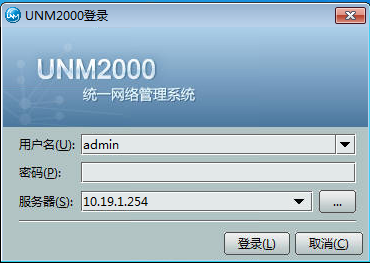 UNM2000登录
UNM2000
统一网络管理系统
用户名(U): admin
密码(P):
服务器(S): 10.19.1.254 ...
登录(L) 取消(C)